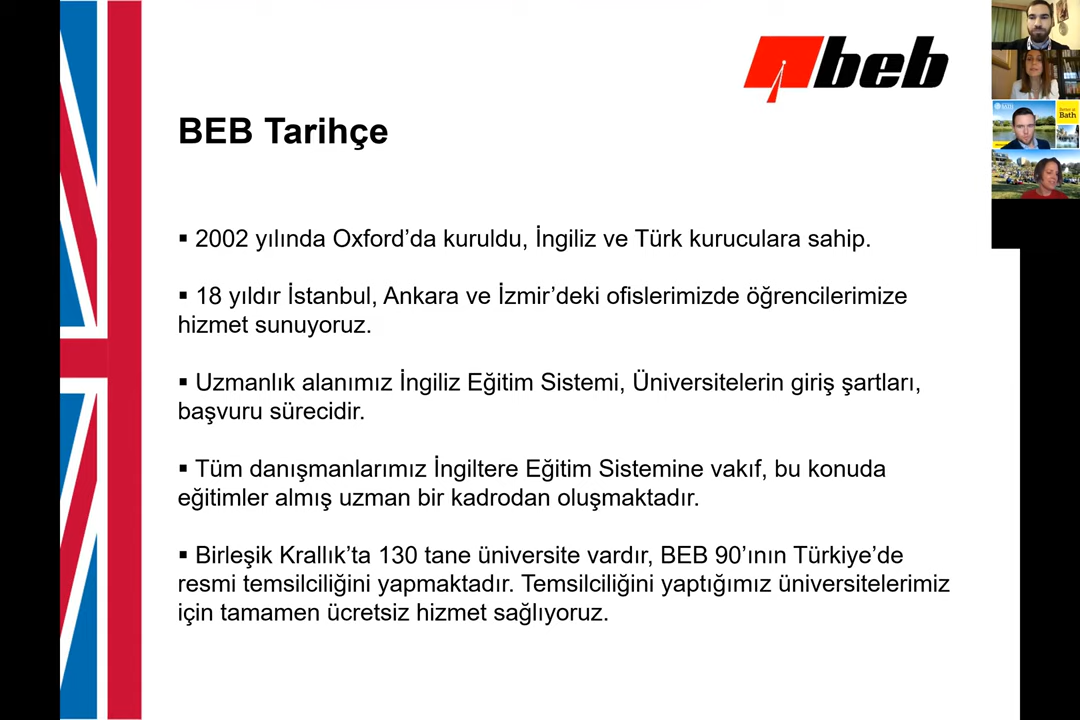 beb
BEB Tarihçe
▪ 2002 yılında Oxford’da kuruldu, İngiliz ve Türk kuruculara sahip.
▪ 18 yıldır İstanbul, Ankara ve İzmir’deki ofislerimizde öğrencilerimize
hizmet sunuyoruz.
▪ Uzmanlık alanımız İngiliz Eğitim Sistemi, Üniversitelerin giriş şartları,
başvuru sürecidir.
▪ Tüm danışmanlarımız İngiltere Eğitim Sistemine vakıf, bu konuda
eğitimler almış uzman bir kadrodan oluşmaktadır.
▪ Birleşik Krallık’ta 130 tane üniversite vardır, BEB 90’ının Türkiye’de
resmi temsilciliğini yapmaktadır. Temsilciliğini yaptığımız üniversitelerimiz
için tamamen ücretsiz hizmet sağlıyoruz.
Bath